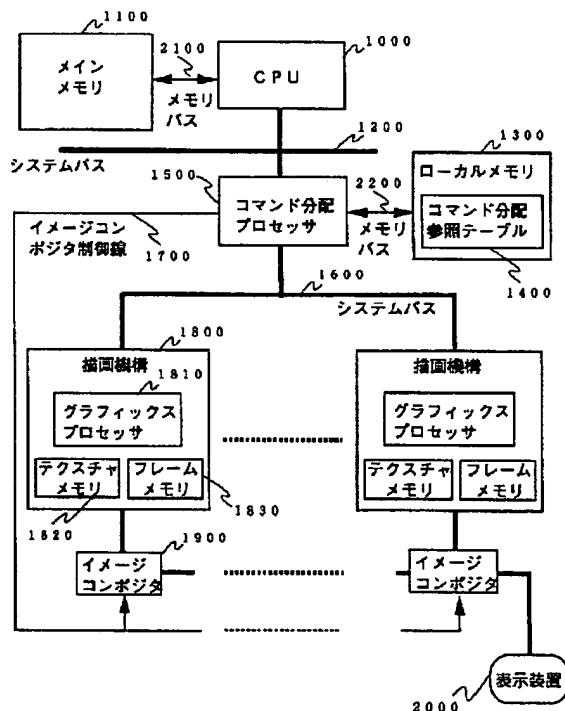 1100
メイン
メモリ
2100
メモリ
バス
1000
CPU
1200
システムバス
1500
コマンド分配
プロセッサ
2200
メモリ
バス
1300
ローカルメモリ
コマンド分配
参照テーブル
1400
イメージコン
ポジタ制御線
1700
1600
システムバス
1800
描画機構
1810
グラフィックス
プロセッサ
テクスチャ
メモリ
フレーム
メモリ
1820
1830
描画機構
グラフィックス
プロセッサ
テクスチャ
メモリ
フレーム
メモリ
1900
イメージ
コンポジタ
イメージ
コンポジタ
表示装置
2000